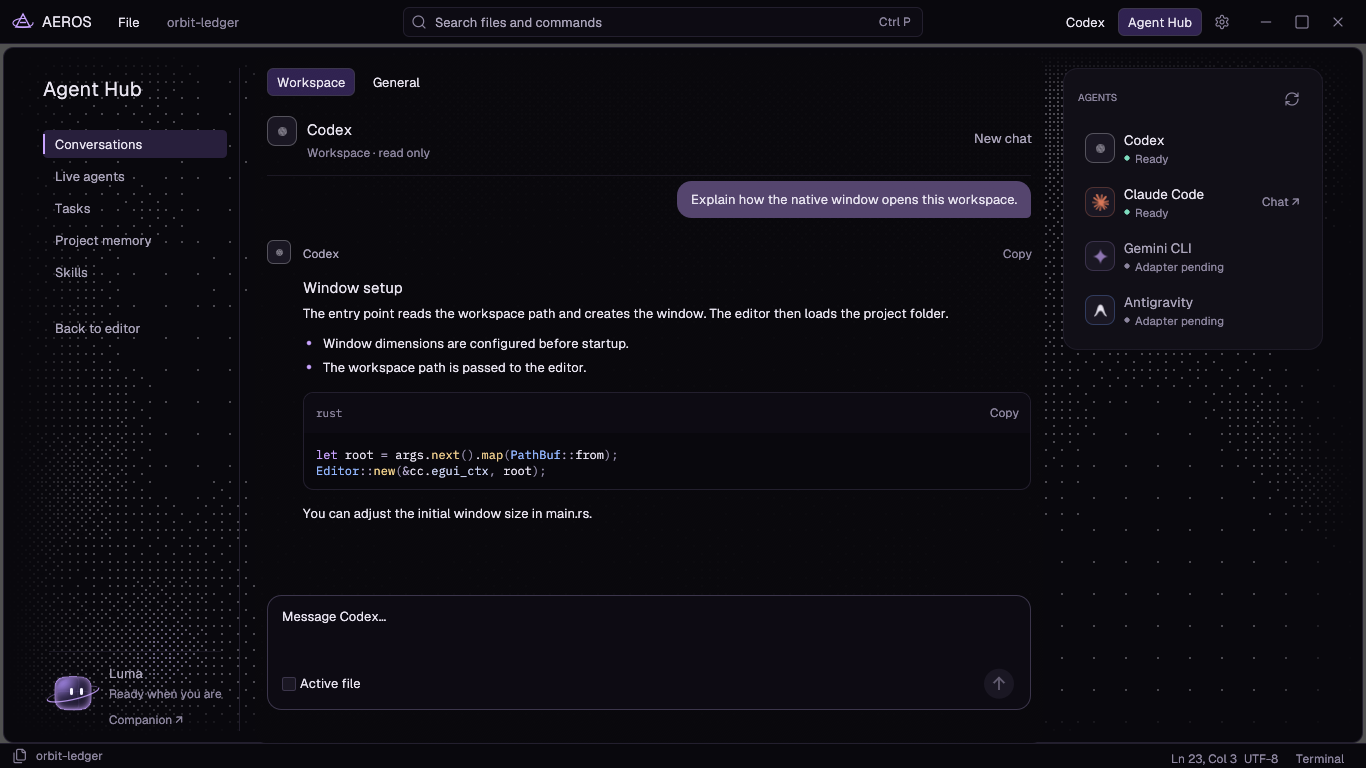 AEROS
File
orbit-ledger
Search files and commands
Ctrl P
Codex
Agent Hub
Agent Hub
Conversations
Live agents
Tasks
Project memory
Skills
Back to editor
Luma
Ready when you are
Companion ↗
Workspace
General
Codex
Workspace · read only
New chat
Explain how the native window opens this workspace.
Codex
Copy
Window setup
The entry point reads the workspace path and creates the window. The editor then loads the project folder.
• Window dimensions are configured before startup.
• The workspace path is passed to the editor.
rust
Copy
let root = args.next().map(PathBuf::from);
Editor::new(&cc.egui_ctx, root);
You can adjust the initial window size in main.rs.
Message Codex…
Active file
AGENTS
Codex
Ready
Claude Code
Ready
Chat ↗
Gemini CLI
Adapter pending
Antigravity
Adapter pending
orbit-ledger
Ln 23, Col 3 UTF-8 Terminal